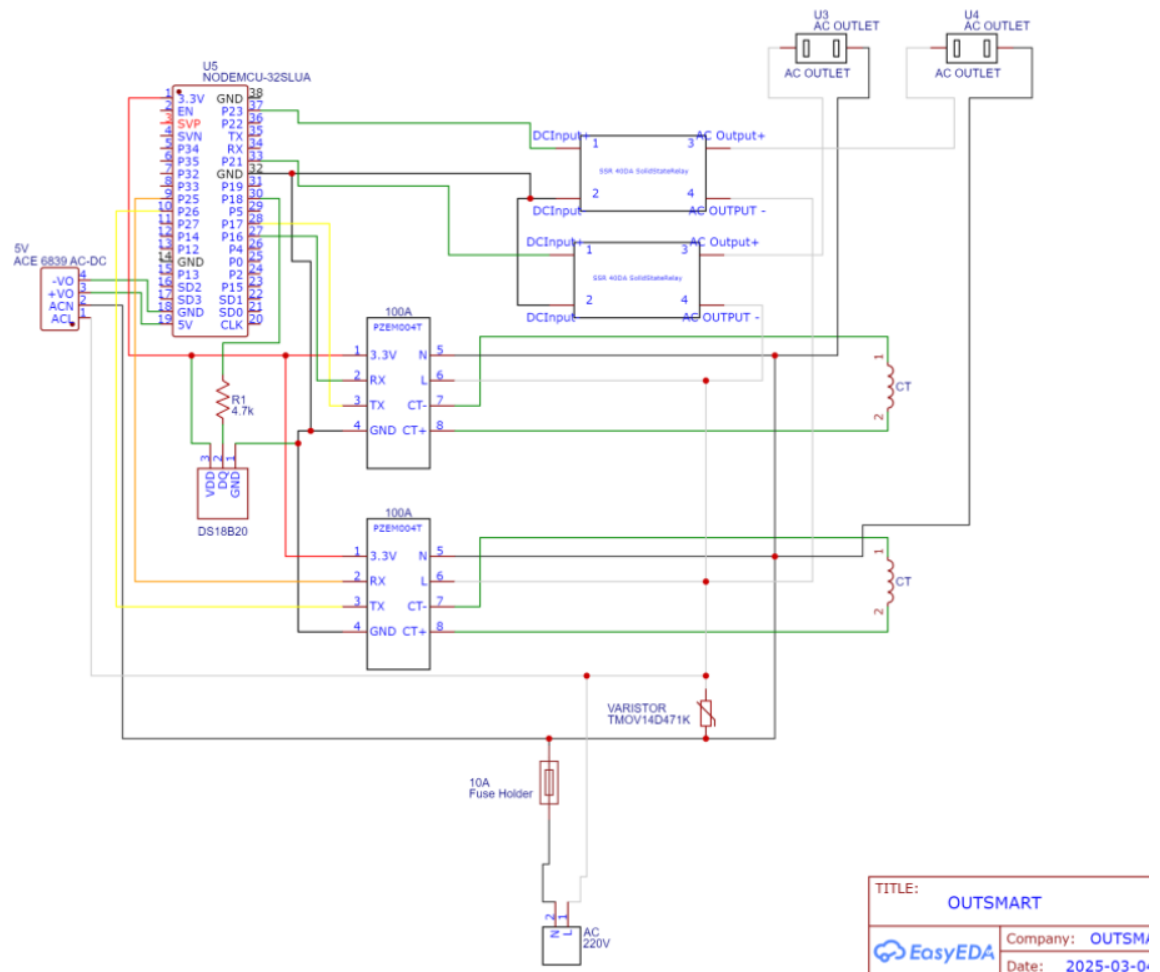 U3
AC OUTLET
AC OUTLET
U4
AC OUTLET
AC OUTLET
U5
NODEMCU-32SLUA
1 3.3V GND 38
2 EN P23 37
3 SVP P22 36
4 SVN TX 35
5 P34 RX 34
6 P35 P21 33
7 P32 GND 32
8 P33 P19 31
9 P25 P18 30
10 P26 P5 29
11 P27 P17 28
12 P14 P16 27
13 P12 P4 26
14 GND P0 25
15 P13 P2 24
16 SD2 P15 23
17 SD3 SD1 22
18 GND SD0 21
19 5V CLK 20
DCInput+ AC Output+
1 3
SSR 40DA SolidStateRelay
2 4
DCInput AC OUTPUT -
DCInput+ AC Output+
1 3
SSR 40DA SolidStateRelay
2 4
DCInput AC OUTPUT -
5V
ACE 6839 AC-DC
-VO 4
+VO 3
ACN 2
ACL 1
100A
PZEM004T
1 3.3V N 5
2 RX L 6
3 TX CT- 7
4 GND CT+ 8
1
CT
2
R1
4.7k
3 2 1
VDD DQ GND
DS18B20
100A
PZEM004T
1 3.3V N 5
2 RX L 6
3 TX CT- 7
4 GND CT+ 8
1
CT
2
VARISTOR
TMOV14D471K
10A
Fuse Holder
2 1
N L
AC
220V
TITLE:
OUTSMART
EasyEDA
Company: OUTSMA
Date: 2025-03-04